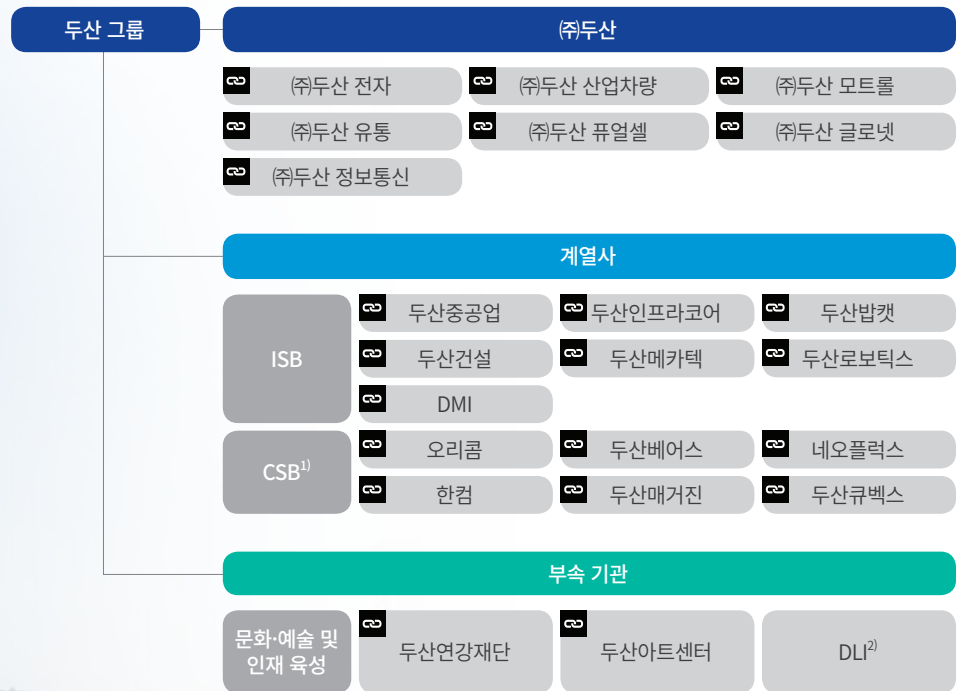 두산 그룹
㈜두산
㈜두산 전자
㈜두산 산업차량
㈜두산 모트롤
㈜두산 유통
㈜두산 퓨얼셀
㈜두산 글로넷
㈜두산 정보통신
계열사
ISB
두산중공업
두산인프라코어
두산밥캣
두산건설
두산메카텍
두산로보틱스
DMI
CSB1)
오리콤
두산베어스
네오플럭스
한컴
두산매거진
두산큐벡스
부속 기관
문화·예술 및
인재 육성
두산연강재단
두산아트센터
DLI2)